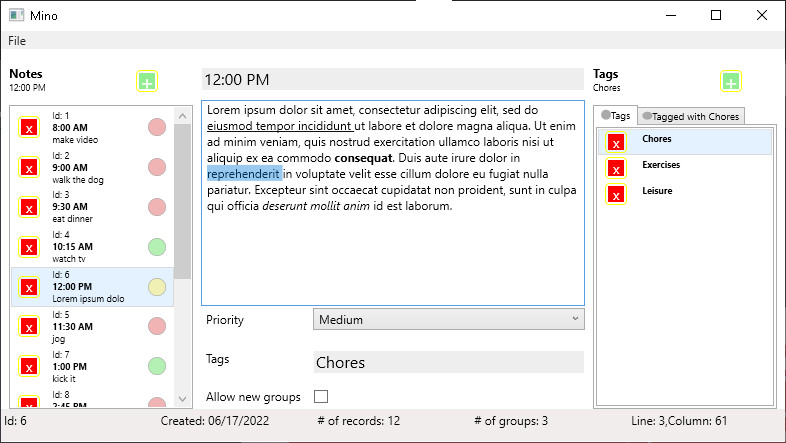 Mino
File
Notes
12:00 PM
+
Id: 1
x
8:00 AM
make video
Id: 2
x
9:00 AM
walk the dog
Id: 3
x
9:30 AM
eat dinner
Id: 4
x
10:15 AM
watch tv
Id: 6
x
12:00 PM
Lorem ipsum dolo
Id: 5
x
11:30 AM
jog
Id: 7
x
1:00 PM
kick it
Id: 8
x
2:45 PM
12:00 PM
Lorem ipsum dolor sit amet, consectetur adipiscing elit, sed do
eiusmod tempor incididunt ut labore et dolore magna aliqua. Ut enim
ad minim veniam, quis nostrud exercitation ullamco laboris nisi ut
aliquip ex ea commodo consequat. Duis aute irure dolor in
reprehenderit in voluptate velit esse cillum dolore eu fugiat nulla
pariatur. Excepteur sint occaecat cupidatat non proident, sunt in culpa
qui officia deserunt mollit anim id est laborum.
Priority
Medium
Tags
Chores
Allow new groups
Tags
Chores
+
Tags
Tagged with Chores
x
Chores
x
Exercises
x
Leisure
Id: 6
Created: 06/17/2022
# of records: 12
# of groups: 3
Line: 3,Column: 61